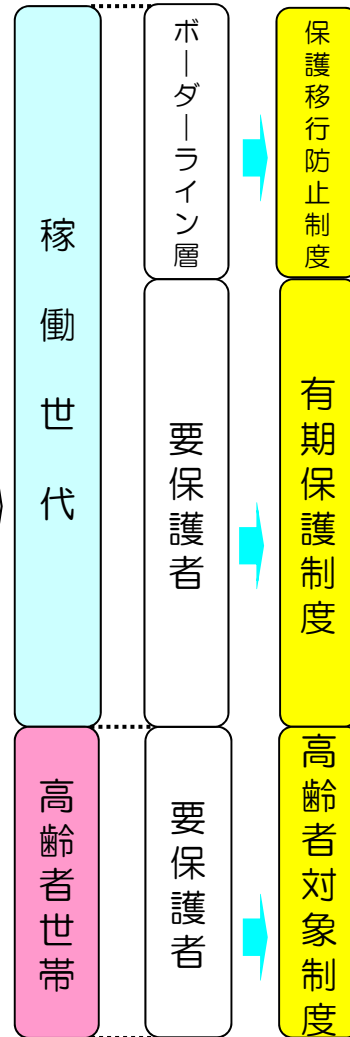 稼働世代
ボーダーライン層
保護移行防止制度
要保護者
有期保護制度
高齢者世帯
要保護者
高齢者対象制度